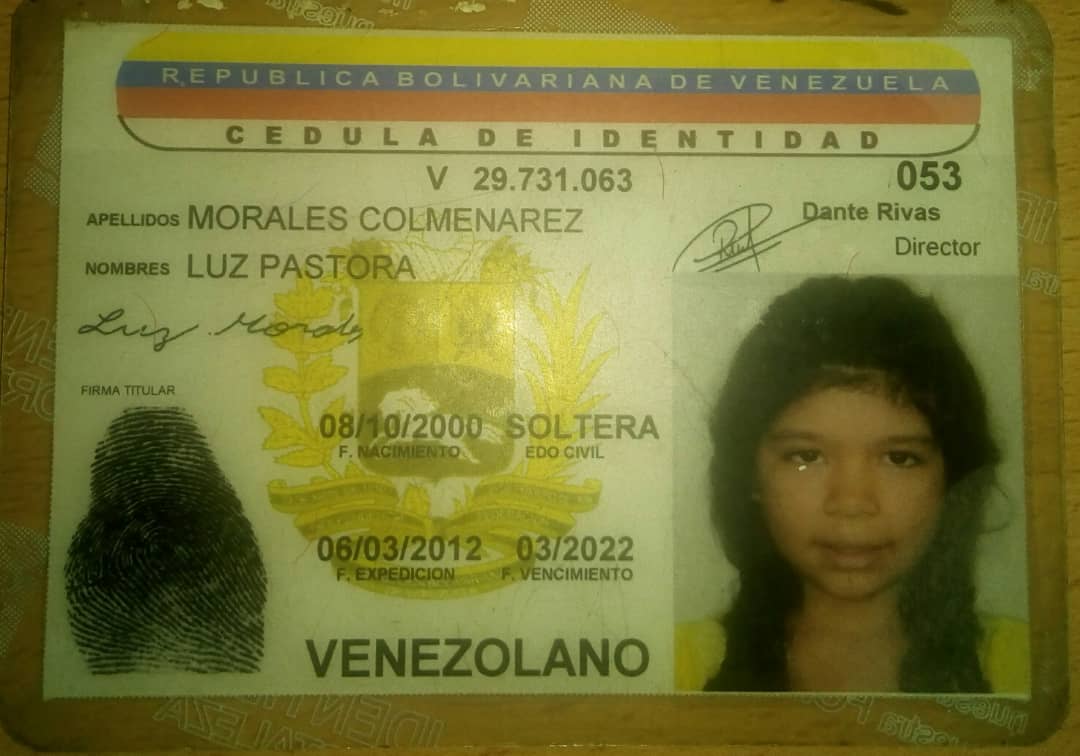 REPUBLICA BOLIVARIANA DE VENEZUELA
CEDULA DE IDENTIDAD
V 29.731.063
053
APELLIDOS MORALES COLMENAREZ
Dante Rivas
Director
NOMBRES LUZ PASTORA
Luz Morales
FIRMA TITULAR
08/10/2000 SOLTERA
F. NACIMIENTO EDO CIVIL
06/03/2012 03/2022
F. EXPEDICION F. VENCIMIENTO
VENEZOLANO